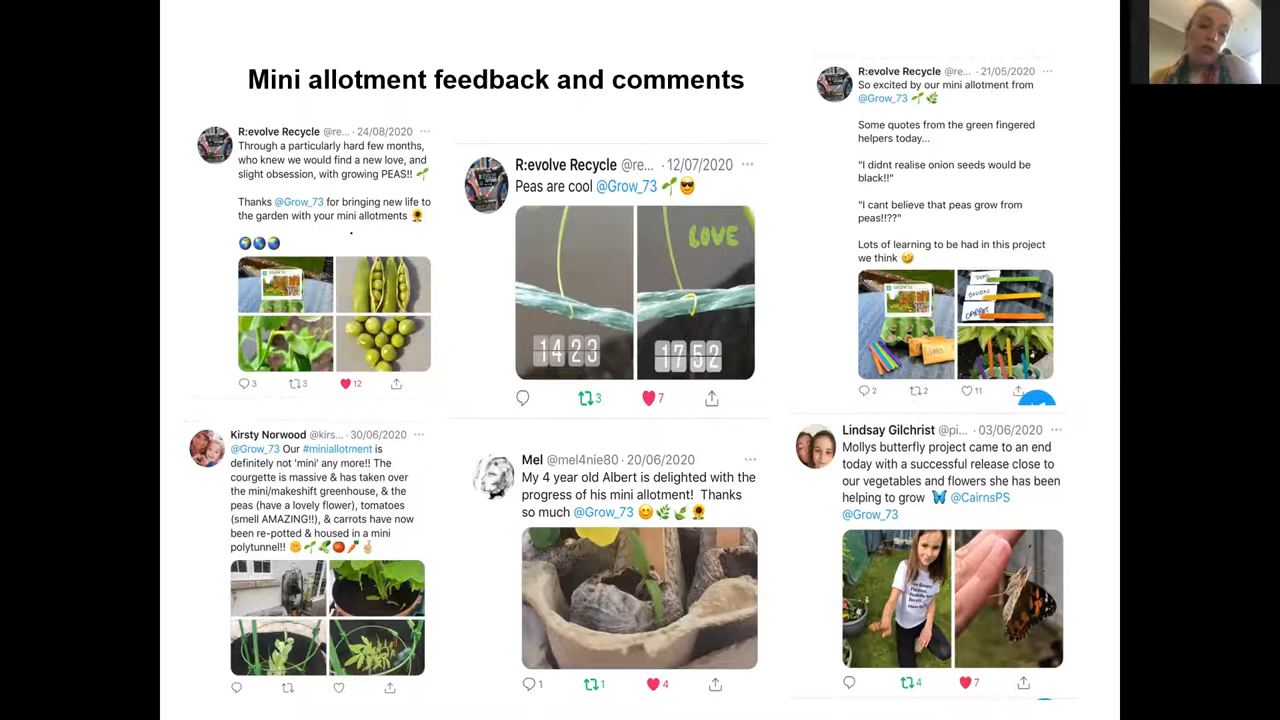 Mini allotment feedback and comments
R:evolve Recycle @re... · 24/08/2020
Through a particularly hard few months,
who knew we would find a new love, and
slight obsession, with growing PEAS!! 🌱
Thanks @Grow_73 for bringing new life to
the garden with your mini allotments 🌻
🌍🌏🌏
3 3 12
R:evolve Recycle @re... · 12/07/2020
Peas are cool @Grow_73 🌱😎
LOVE
1423
1752
3 7
R:evolve Recycle @re... · 21/05/2020
So excited by our mini allotment from
@Grow_73 🌱🌿
Some quotes from the green fingered
helpers today...
"I didnt realise onion seeds would be
black!!"
"I cant believe that peas grow from
peas!!??"
Lots of learning to be had in this project
we think 🤣
ONION
2 2 11
Kirsty Norwood @kirs... · 30/06/2020
@Grow_73 Our #miniallotment is
definitely not 'mini' any more!! The
courgette is massive & has taken over
the mini/makeshift greenhouse, & the
peas (have a lovely flower), tomatoes
(smell AMAZING!!), & carrots have now
been re-potted & housed in a mini
polytunnel!! 🌞🌱🥒🍅🥕🤞🏼
Mel @mel4nie80 · 20/06/2020
My 4 year old Albert is delighted with the
progress of his mini allotment! Thanks
so much @Grow_73 😊🌿🍃🌻
1 1 4
Lindsay Gilchrist @pi... · 03/06/2020
Mollys butterfly project came to an end
today with a successful release close to
our vegetables and flowers she has been
helping to grow 🦋 @CairnsPS
@Grow_73
4 7